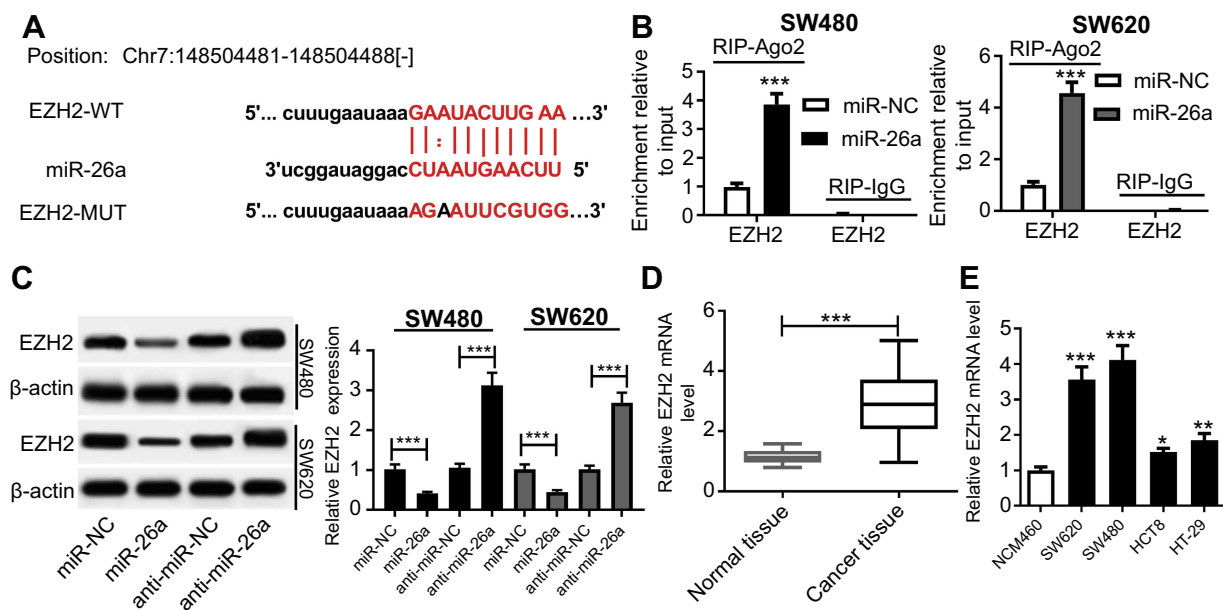 A
Position: Chr7:148504481-148504488[-]
EZH2-WT 5'... cuuugaauaaaGAAUACUUG AA ...3'
miR-26a 3'ucggauaggacCUAAUGAACUU 5'
EZH2-MUT 5'... cuuugaauaaaAGAAUUCGUGG...3'
B
SW480
RIP-Ago2
***
miR-NC
miR-26a
RIP-IgG
Enrichment relative
to input
5
4
3
2
1
0
EZH2 EZH2
SW620
RIP-Ago2
***
miR-NC
miR-26a
RIP-IgG
Enrichment relative
to input
6
4
2
0
EZH2 EZH2
C
EZH2
β-actin
SW480
EZH2
β-actin
SW620
miR-NC miR-26a anti-miR-NC anti-miR-26a
SW480 SW620
Relative EZH2 expression
4
3
2
1
0
*** *** *** ***
miR-NC miR-26a anti-miR-NC anti-miR-26a miR-NC miR-26a anti-miR-NC anti-miR-26a
D
Relative EZH2 mRNA
level
6
4
2
0
***
Normal tissue Cancer tissue
E
Relative EZH2 mRNA level
5
4
3
2
1
0
*** *** * **
NCM460 SW620 SW480 HCT8 HT-29